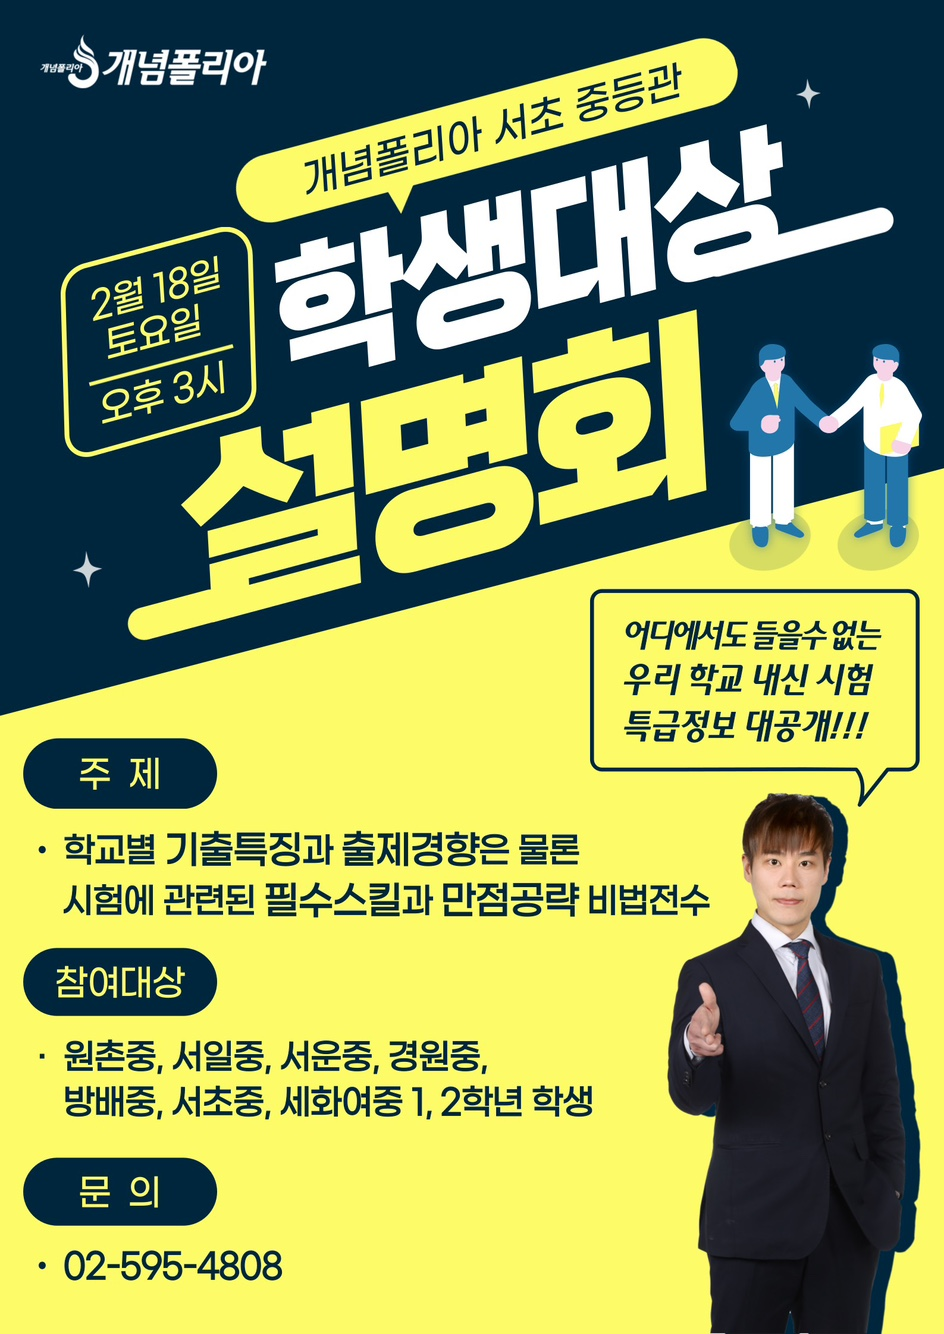 개념폴리아 개념폴리아
개념폴리아 서초 중등관
학생대상
설명회
2월 18일
토요일
오후 3시
어디에서도 들을수 없는
우리 학교 내신 시험
특급정보 대공개!!!
주 제
• 학교별 기출특징과 출제경향은 물론
시험에 관련된 필수스킬과 만점공략 비법전수
참여대상
· 원촌중, 서일중, 서운중, 경원중,
방배중, 서초중, 세화여중 1, 2학년 학생
문 의
• 02-595-4808